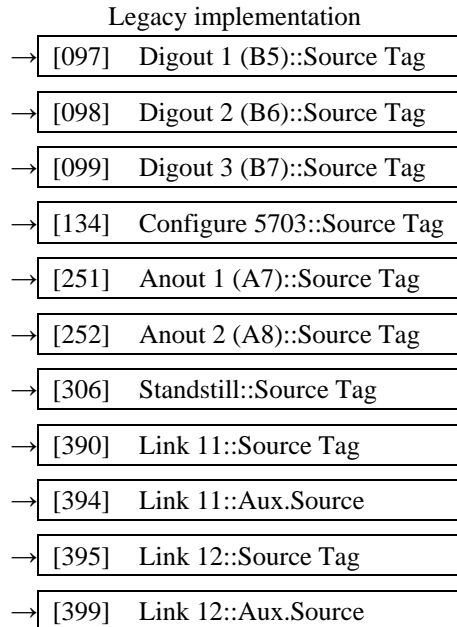 Legacy implementation
→ [097] Digout 1 (B5)::Source Tag
→ [098] Digout 2 (B6)::Source Tag
→ [099] Digout 3 (B7)::Source Tag
→ [134] Configure 5703::Source Tag
→ [251] Anout 1 (A7)::Source Tag
→ [252] Anout 2 (A8)::Source Tag
→ [306] Standstill::Source Tag
→ [390] Link 11::Source Tag
→ [394] Link 11::Aux.Source
→ [395] Link 12::Source Tag
→ [399] Link 12::Aux.Source